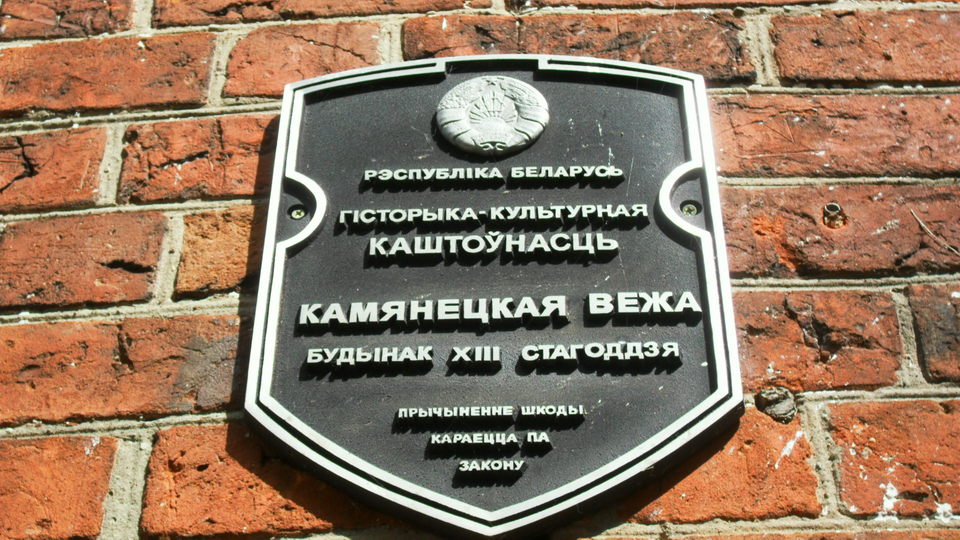 РЭСПУБЛІКА БЕЛАРУСЬ
ГІСТОРЫКА-КУЛЬТУРНАЯ
КАШТОЎНАСЦЬ
КАМЯНЕЦКАЯ ВЕЖА
БУДЫНАК XIII СТАГОДДЗЯ
ПРЫЧЫНЕННЕ ШКОДЫ
КАРАЕЦЦА ПА
ЗАКОНУ